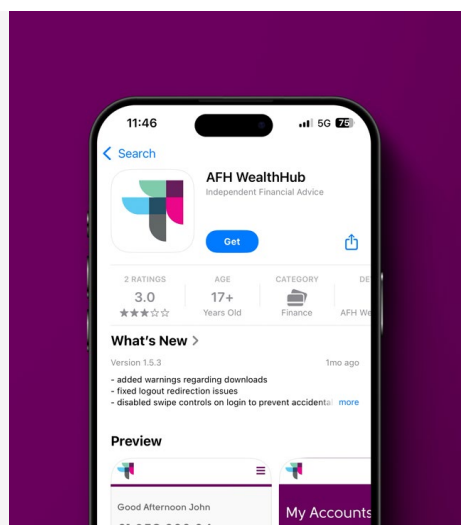 11:46
5G 75
Search
AFH WealthHub
Independent Financial Advice
Get
2 RATINGS
AGE
CATEGORY
3.0
17+
Years Old
Finance
AFH We
What's New
Version 1.5.3
1mo ago
- added warnings regarding downloads
- fixed logout redirection issues
- disabled swipe controls on login to prevent accidental more
Preview
Good Afternoon John
My Accounts